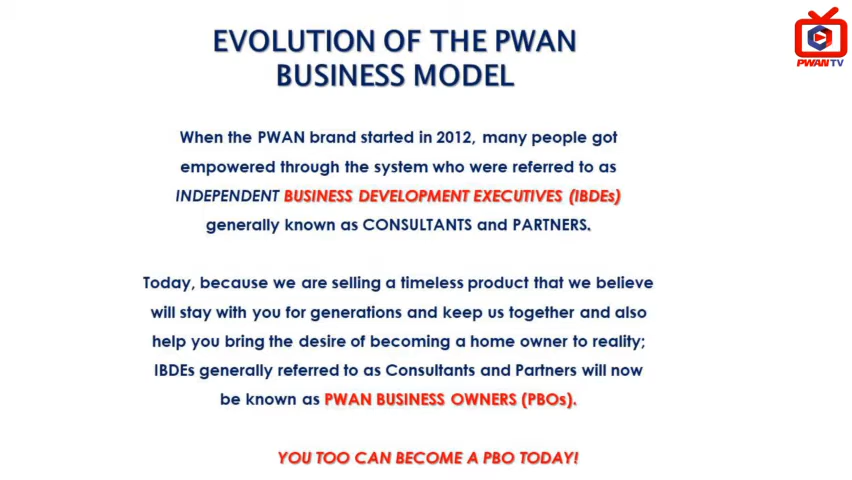 EVOLUTION OF THE PWAN
BUSINESS MODEL
PWANTV
When the PWAN brand started in 2012, many people got
empowered through the system who were referred to as
INDEPENDENT BUSINESS DEVELOPMENT EXECUTIVES (IBDEs)
generally known as CONSULTANTS and PARTNERS.
Today, because we are selling a timeless product that we believe
will stay with you for generations and keep us together and also
help you bring the desire of becoming a home owner to reality;
IBDEs generally referred to as Consultants and Partners will now
be known as PWAN BUSINESS OWNERS (PBOs).
YOU TOO CAN BECOME A PBO TODAY!